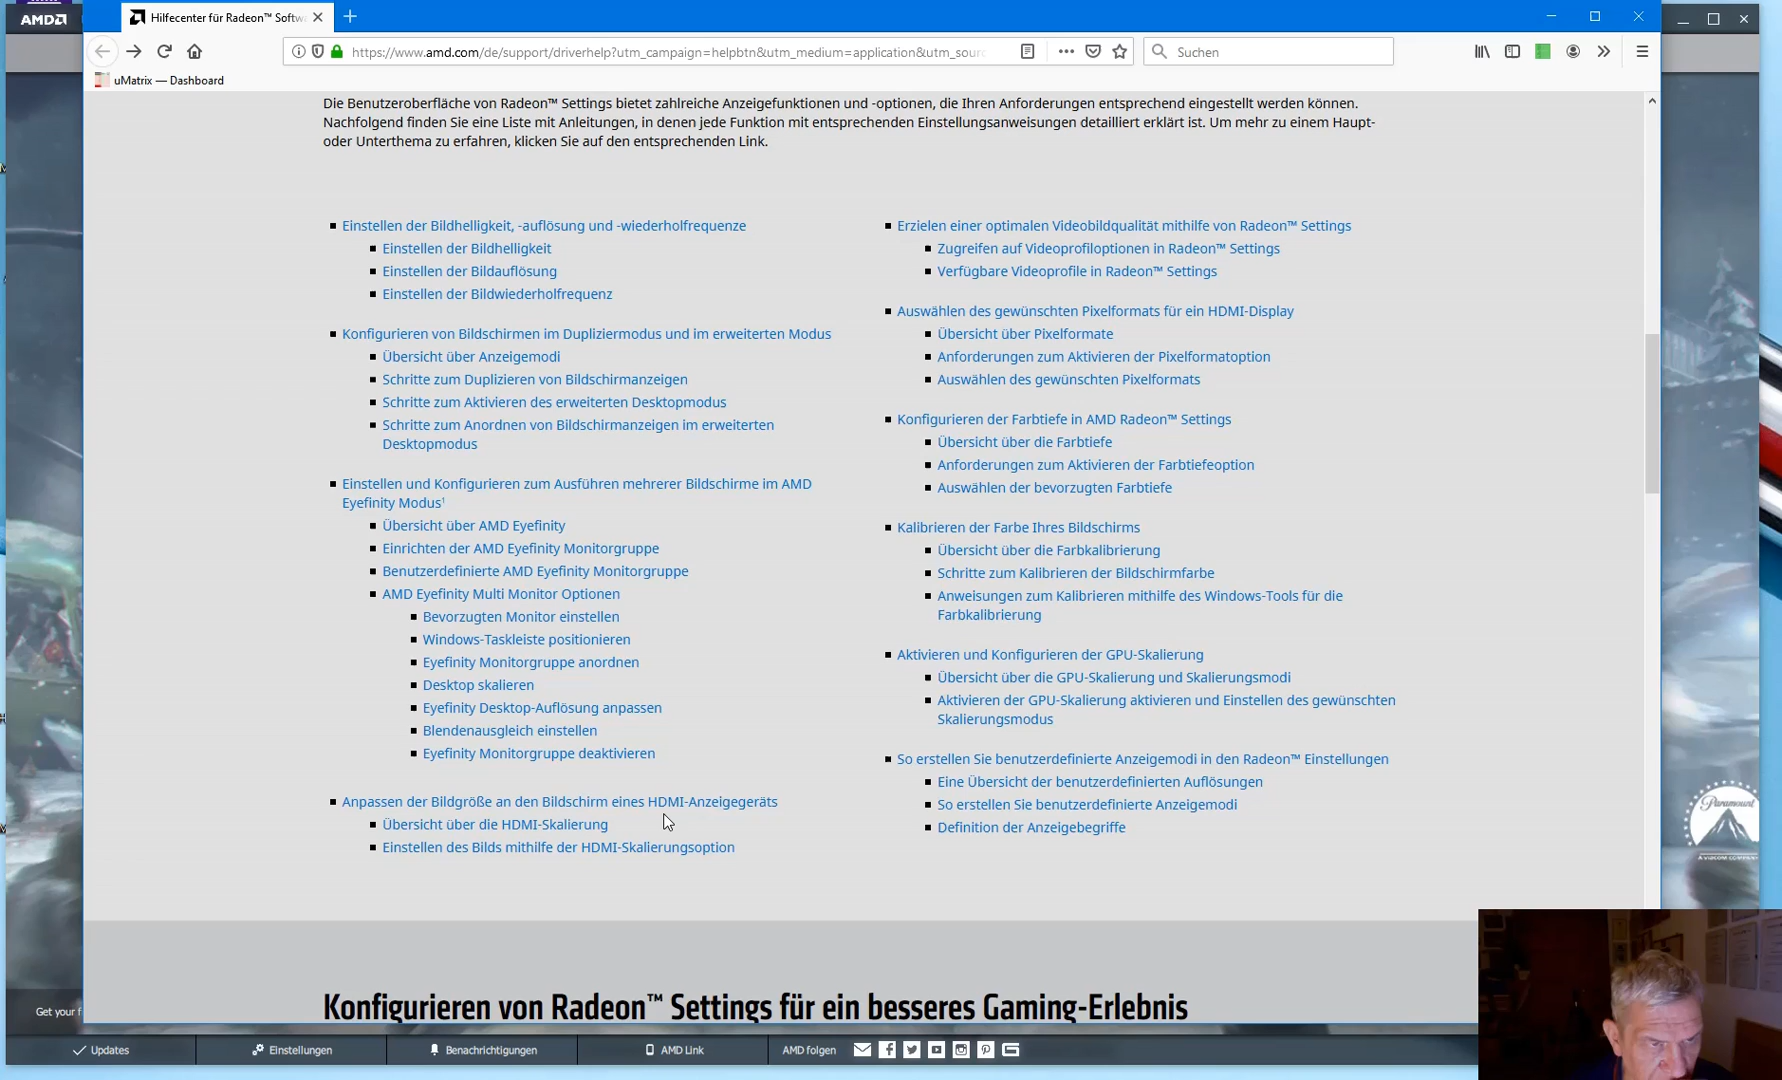 AMD
Hilfecenter für Radeon™ Softw
https://www.amd.com/de/support/driverhelp?utm_campaign=helpbtn&utm_medium=application&utm_sour
Suchen
uMatrix — Dashboard
Die Benutzeroberfläche von Radeon™ Settings bietet zahlreiche Anzeigefunktionen und -optionen, die Ihren Anforderungen entsprechend eingestellt werden können.
Nachfolgend finden Sie eine Liste mit Anleitungen, in denen jede Funktion mit entsprechenden Einstellungsanweisungen detailliert erklärt ist. Um mehr zu einem Haupt-
oder Unterthema zu erfahren, klicken Sie auf den entsprechenden Link.
Einstellen der Bildhelligkeit, -auflösung und -wiederholfrequenze
Einstellen der Bildhelligkeit
Einstellen der Bildauflösung
Einstellen der Bildwiederholfrequenz
Konfigurieren von Bildschirmen im Dupliziermodus und im erweiterten Modus
Übersicht über Anzeigemodi
Schritte zum Duplizieren von Bildschirmanzeigen
Schritte zum Aktivieren des erweiterten Desktopmodus
Schritte zum Anordnen von Bildschirmanzeigen im erweiterten
Desktopmodus
Einstellen und Konfigurieren zum Ausführen mehrerer Bildschirme im AMD
Eyefinity Modus¹
Übersicht über AMD Eyefinity
Einrichten der AMD Eyefinity Monitorgruppe
Benutzerdefinierte AMD Eyefinity Monitorgruppe
AMD Eyefinity Multi Monitor Optionen
Bevorzugten Monitor einstellen
Windows-Taskleiste positionieren
Eyefinity Monitorgruppe anordnen
Desktop skalieren
Eyefinity Desktop-Auflösung anpassen
Blendenausgleich einstellen
Eyefinity Monitorgruppe deaktivieren
Anpassen der Bildgröße an den Bildschirm eines HDMI-Anzeigegeräts
Übersicht über die HDMI-Skalierung
Einstellen des Bilds mithilfe der HDMI-Skalierungsoption
Erzielen einer optimalen Videobildqualität mithilfe von Radeon™ Settings
Zugreifen auf Videoprofiloptionen in Radeon™ Settings
Verfügbare Videoprofile in Radeon™ Settings
Auswählen des gewünschten Pixelformats für ein HDMI-Display
Übersicht über Pixelformate
Anforderungen zum Aktivieren der Pixelformatoption
Auswählen des gewünschten Pixelformats
Konfigurieren der Farbtiefe in AMD Radeon™ Settings
Übersicht über die Farbtiefe
Anforderungen zum Aktivieren der Farbtiefeoption
Auswählen der bevorzugten Farbtiefe
Kalibrieren der Farbe Ihres Bildschirms
Übersicht über die Farbkalibrierung
Schritte zum Kalibrieren der Bildschirmfarbe
Anweisungen zum Kalibrieren mithilfe des Windows-Tools für die
Farbkalibrierung
Aktivieren und Konfigurieren der GPU-Skalierung
Übersicht über die GPU-Skalierung und Skalierungsmodi
Aktivieren der GPU-Skalierung aktivieren und Einstellen des gewünschten
Skalierungsmodus
So erstellen Sie benutzerdefinierte Anzeigemodi in den Radeon™ Einstellungen
Eine Übersicht der benutzerdefinierten Auflösungen
So erstellen Sie benutzerdefinierte Anzeigemodi
Definition der Anzeigebegriffe
Paramount
A VIACOM COMPANY
Konfigurieren von Radeon™ Settings für ein besseres Gaming-Erlebnis
Get your f
Updates
Einstellungen
Benachrichtigungen
AMD Link
AMD folgen